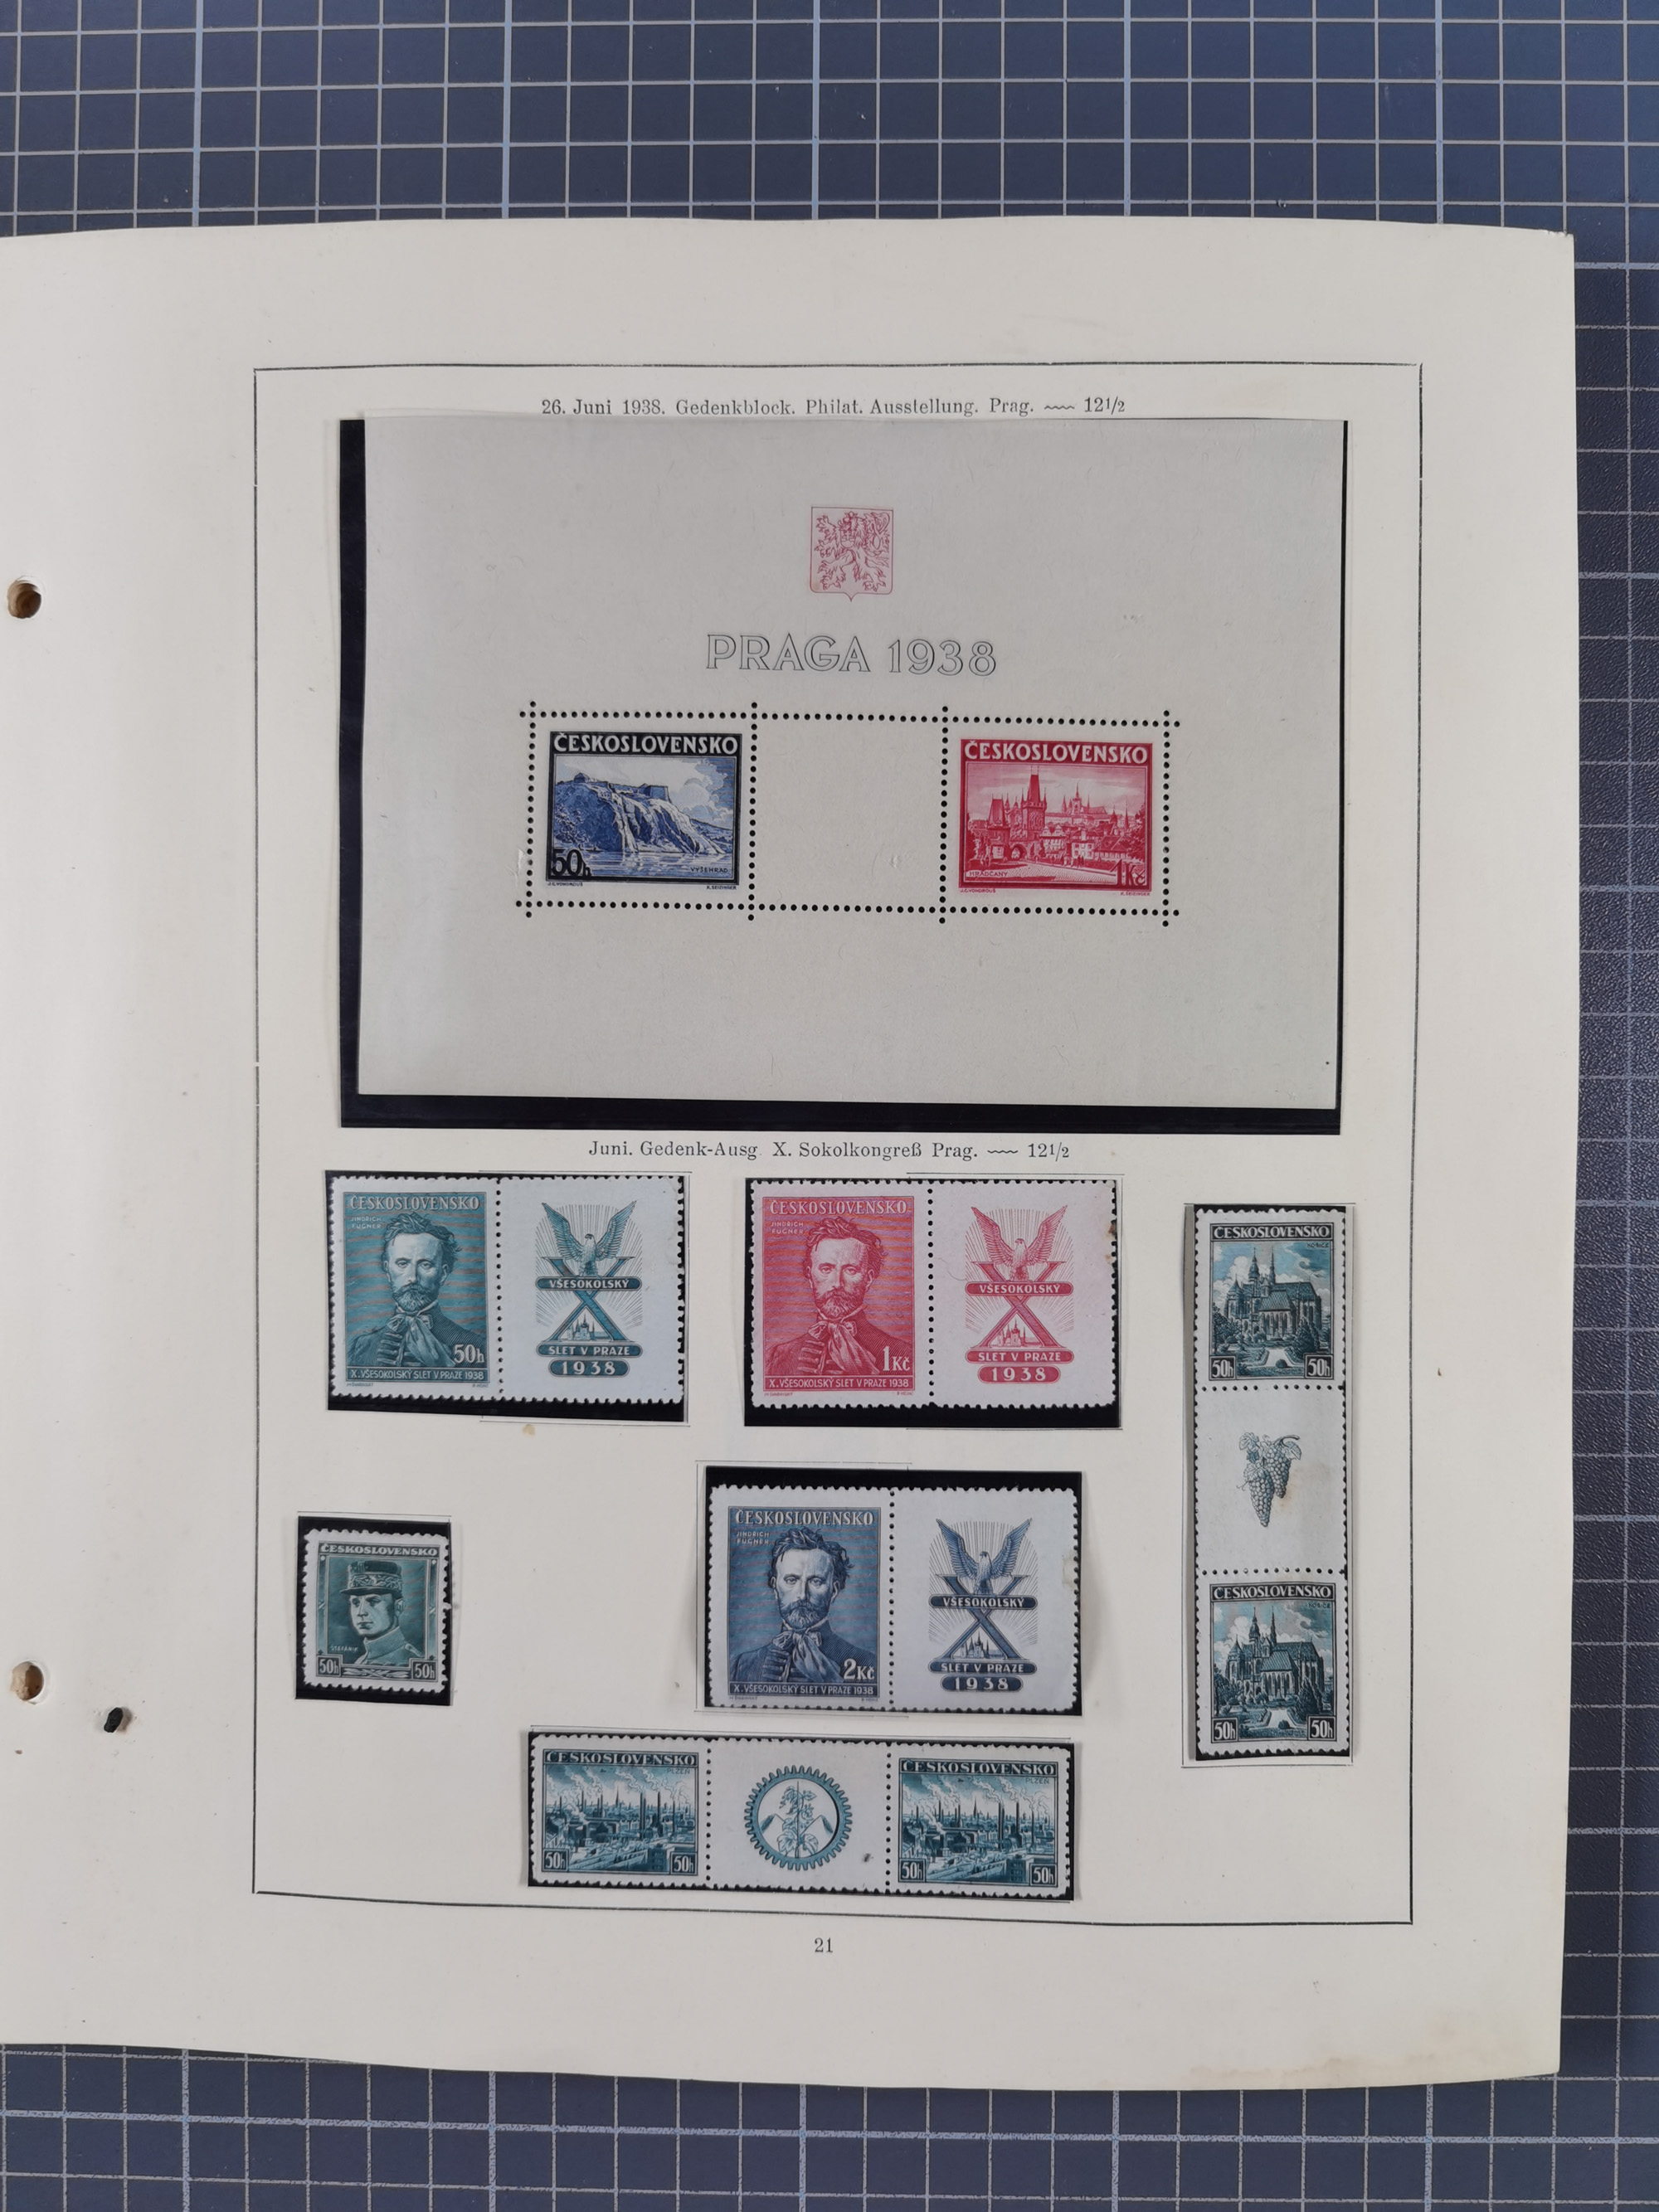 26. Juni 1938. Gedenkblock. Philat. Ausstellung. Prag. 12½
PRAGA 1938
ČESKOSLOVENSKO
50h
VYŠEHRAD
ČESKOSLOVENSKO
HRADČANY
1Kč
Juni. Gedenk-Ausg. X. Sokolkongreß Prag. 12½
ČESKOSLOVENSKO
JINDŘICH
FÜGNER
50h
X. VŠESOKOLSKÝ SLET V PRAZE 1938
VŠESOKOLSKÝ
X
SLET V PRAZE
1938
ČESKOSLOVENSKO
JINDŘICH
FÜGNER
1Kč
X. VŠESOKOLSKÝ SLET V PRAZE 1938
VŠESOKOLSKÝ
X
SLET V PRAZE
1938
ČESKOSLOVENSKO
KOŠICE
50h 50h
ČESKOSLOVENSKO
KOŠICE
50h 50h
ČESKOSLOVENSKO
ŠTEFÁNIK
50h 50h
ČESKOSLOVENSKO
JINDŘICH
FÜGNER
2Kč
X. VŠESOKOLSKÝ SLET V PRAZE 1938
VŠESOKOLSKÝ
X
SLET V PRAZE
1938
ČESKOSLOVENSKO
PLZEŇ
50h 50h
ČESKOSLOVENSKO
PLZEŇ
50h 50h
21